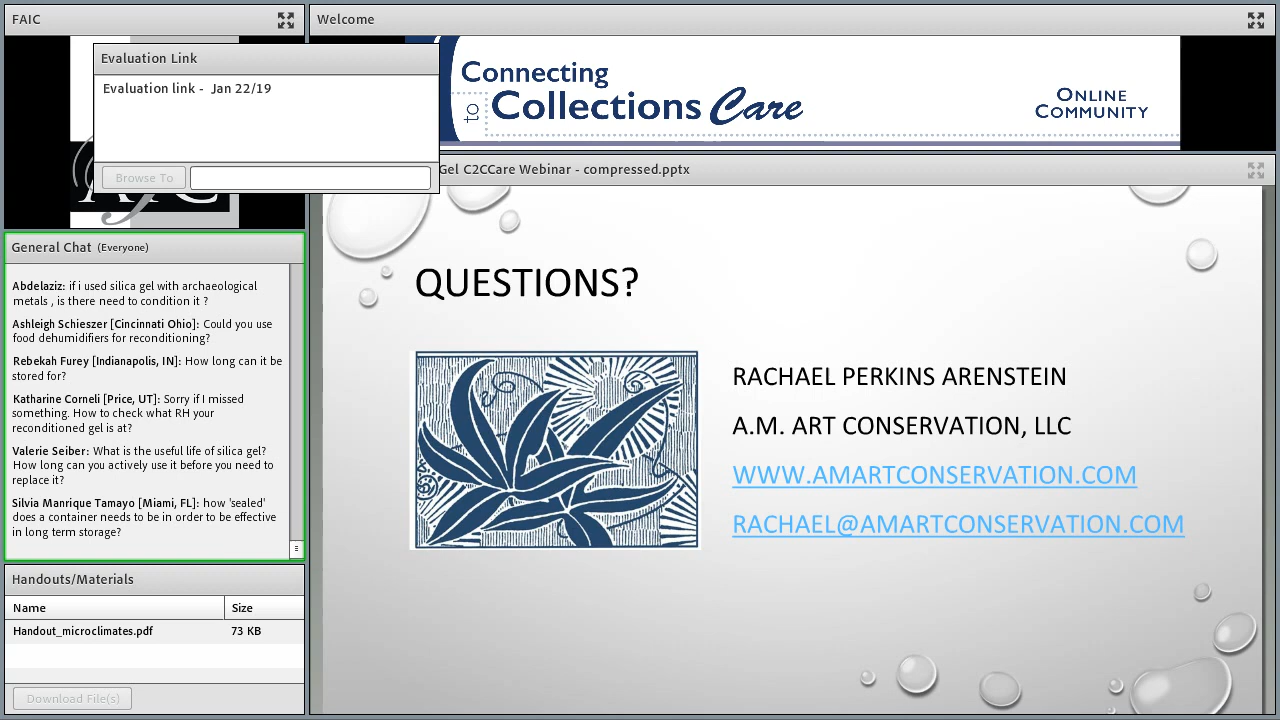 FAIC
Welcome
Evaluation Link
Evaluation link -  Jan 22/19
Browse To
Connecting
to
Collections Care
ONLINE
COMMUNITY
Gel C2CCare Webinar - compressed.pptx
General Chat (Everyone)
Abdelaziz: if i used silica gel with archaeological
metals , is there need to condition it ?
Ashleigh Schieszer [Cincinnati Ohio]: Could you use
food dehumidifiers for reconditioning?
Rebekah Furey [Indianapolis, IN]: How long can it be
stored for?
Katharine Corneli [Price, UT]: Sorry if I missed
something. How to check what RH your
reconditioned gel is at?
Valerie Seiber: What is the useful life of silica gel?
How long can you actively use it before you need to
replace it?
Silvia Manrique Tamayo [Miami, FL]: how 'sealed'
does a container needs to be in order to be effective
in long term storage?
Handouts/Materials
Name Size
Handout_microclimates.pdf 73 KB
Download File(s)
QUESTIONS?
RACHAEL PERKINS ARENSTEIN
A.M. ART CONSERVATION, LLC
WWW.AMARTCONSERVATION.COM
RACHAEL@AMARTCONSERVATION.COM